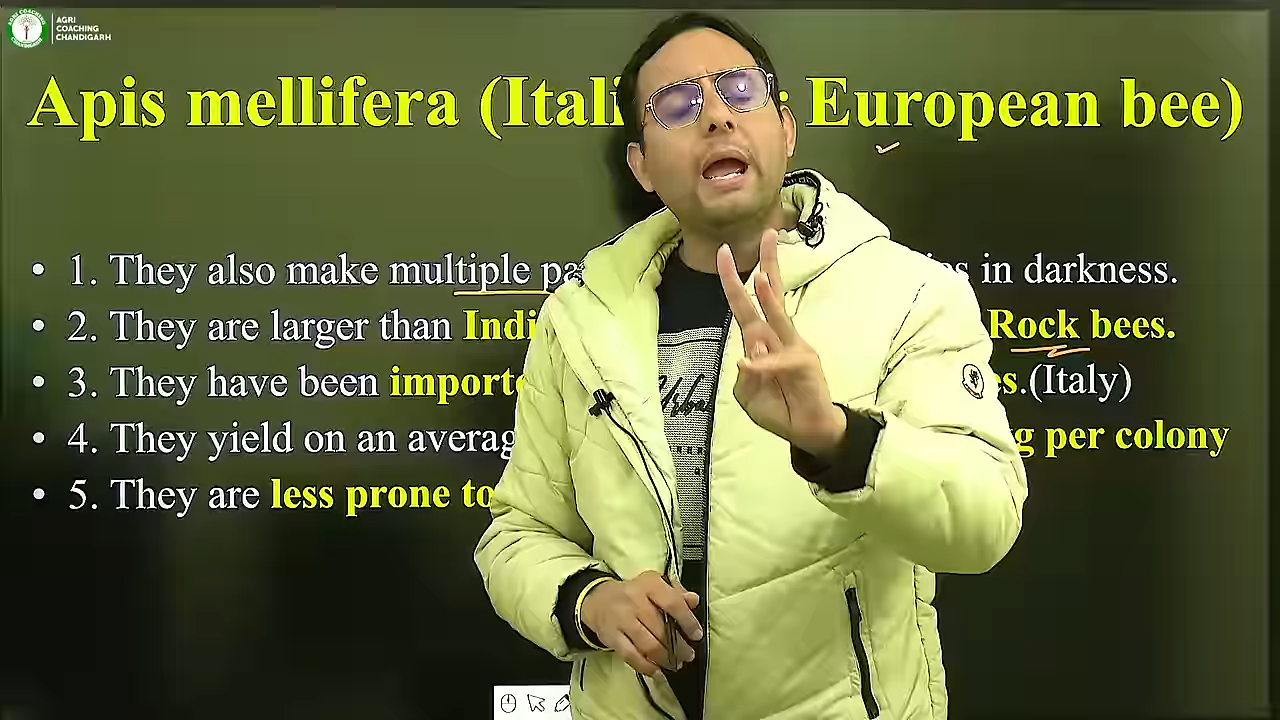 AGRI
COACHING
CHANDIGARH
Apis mellifera (Itali : European bee)
• 1. They also make multiple pa in darkness.
• 2. They are larger than Indi Rock bees.
• 3. They have been importe es.(Italy)
• 4. They yield on an averag g per colony
• 5. They are less prone to